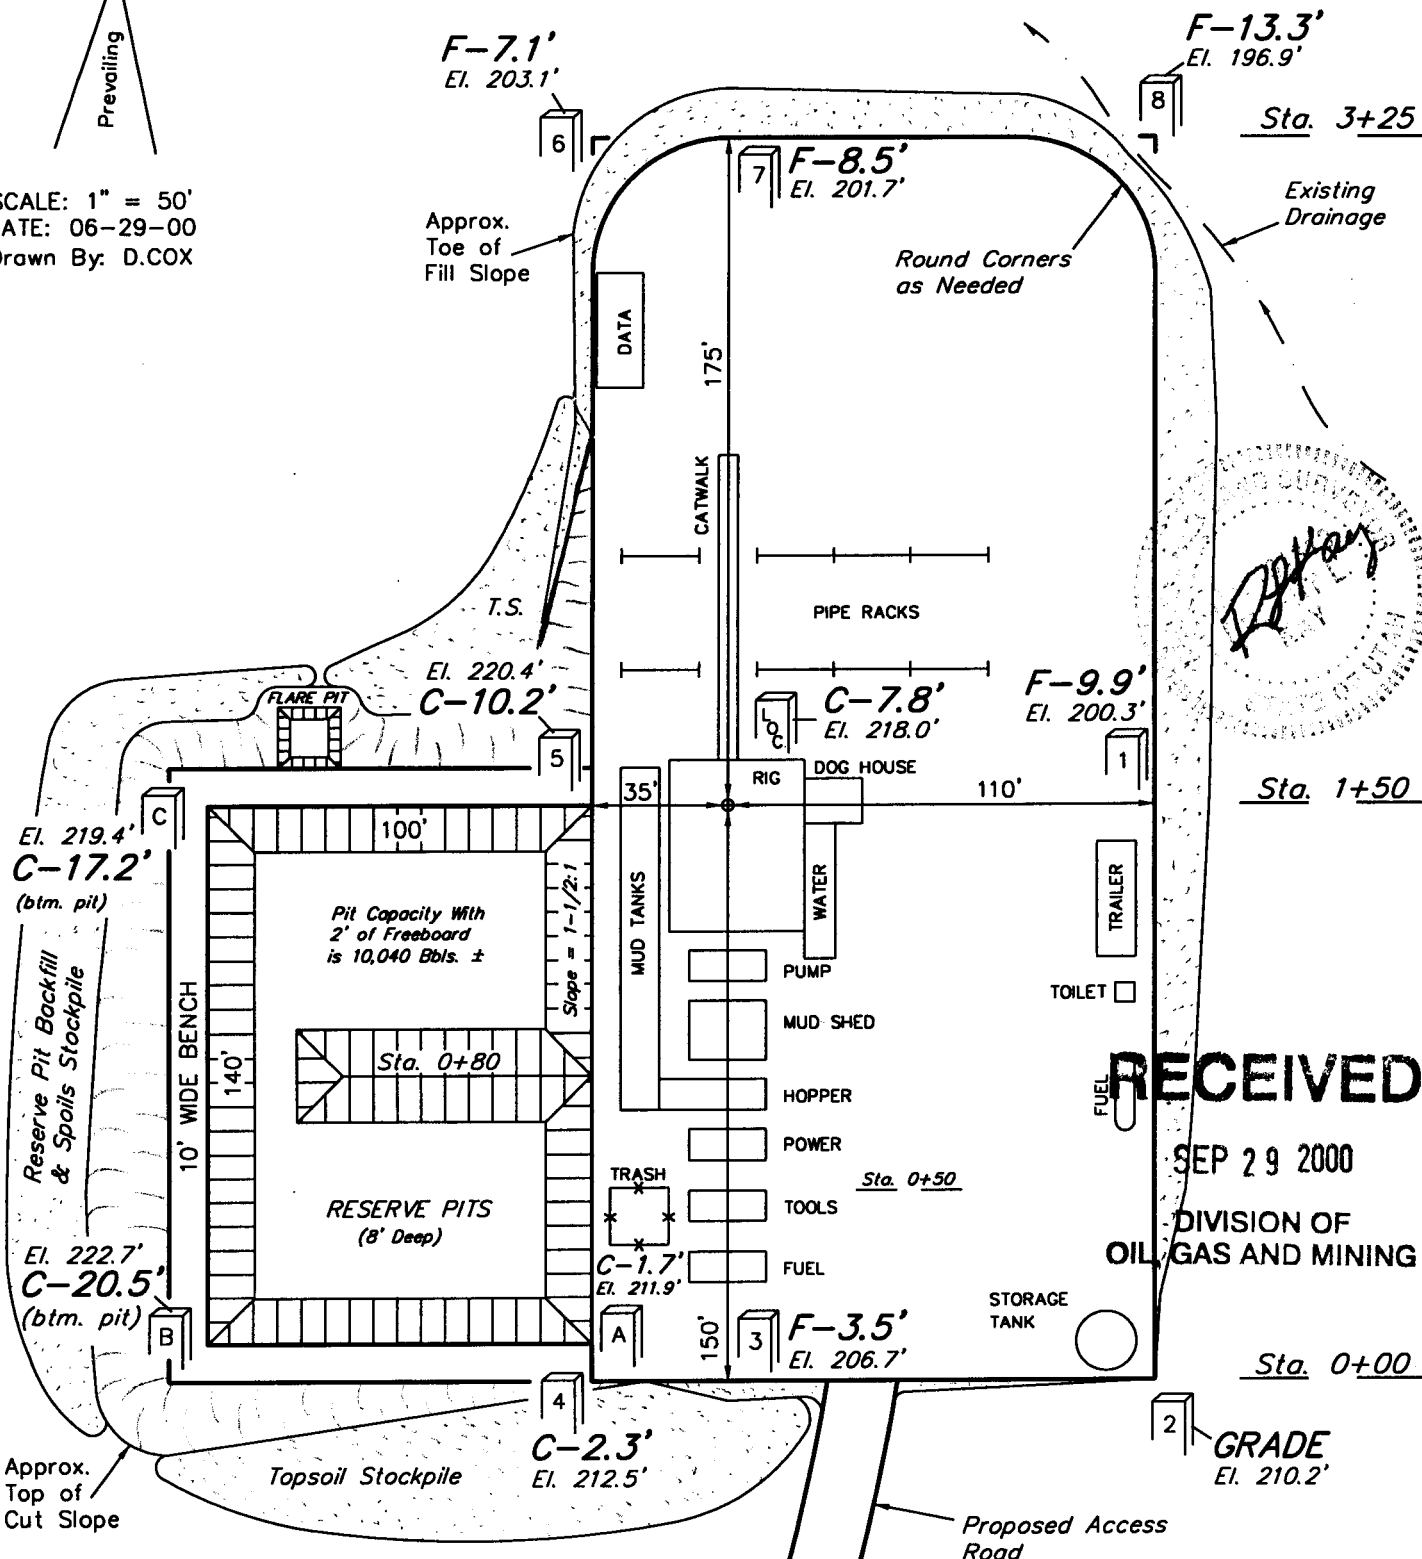 Prevailing
SCALE: 1" = 50'
ATE: 06-29-00
Drawn By: D.COX
F-7.1'
El. 203.1'
6
F-13.3'
El. 196.9'
8
Sta. 3+25
7
F-8.5'
El. 201.7'
Existing
Drainage
Approx.
Toe of
Fill Slope
Round Corners
as Needed
DATA
175'
CATWALK
PIPE RACKS
T.S.
El. 220.4'
C-10.2'
5
FLARE PIT
LOC.
C-7.8'
El. 218.0'
F-9.9'
El. 200.3'
1
RIG
DOG HOUSE
35'
110'
Sta. 1+50
C
El. 219.4'
C-17.2'
(btm. pit)
100'
Pit Capacity With
2' of Freeboard
is 10,040 Bbls. ±
Slope = 1-1/2:1
MUD TANKS
WATER
TRAILER
PUMP
TOILET
MUD SHED
Reserve Pit Backfill
& Spoils Stockpile
10' WIDE BENCH
140'
Sta. 0+80
HOPPER
FUEL
RECEIVED
POWER
SEP 29 2000
TRASH
Sta. 0+50
TOOLS
RESERVE PITS
(8' Deep)
DIVISION OF
OIL, GAS AND MINING
El. 222.7'
C-20.5'
(btm. pit)
B
C-1.7'
El. 211.9'
A
FUEL
STORAGE
TANK
150'
3
F-3.5'
El. 206.7'
Sta. 0+00
4
C-2.3'
El. 212.5'
2
GRADE
El. 210.2'
Approx.
Top of
Cut Slope
Topsoil Stockpile
Proposed Access
Road